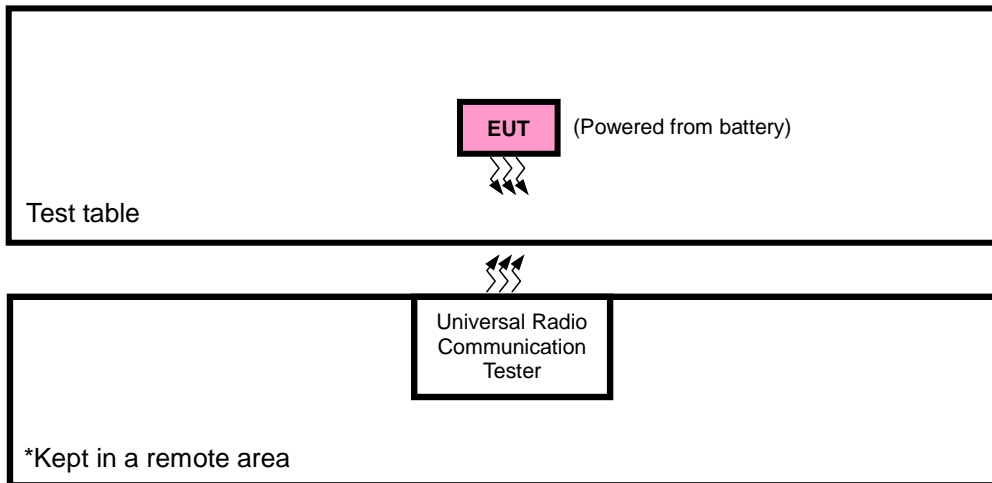 EUT (Powered from battery)
Test table
Universal Radio
Communication
Tester
*Kept in a remote area